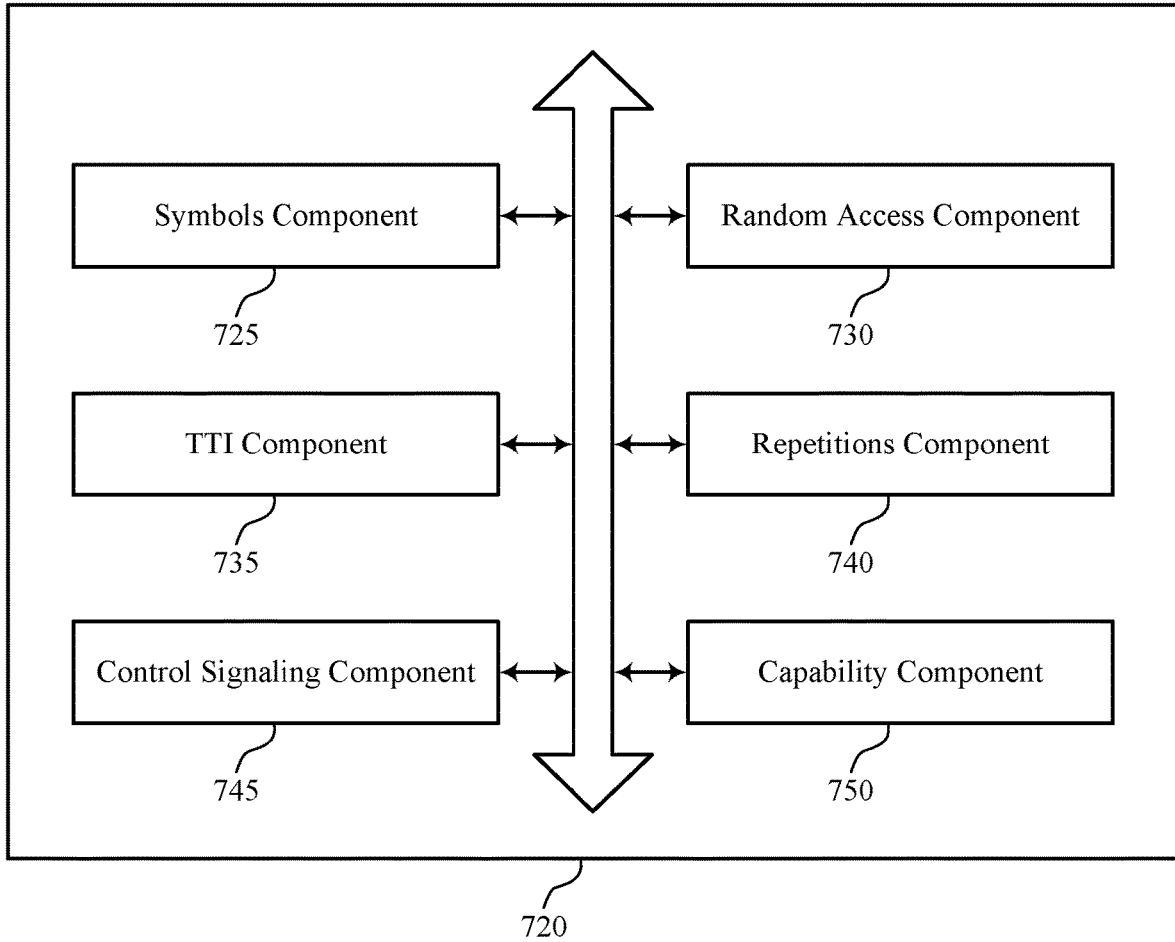 Symbols Component
725
Random Access Component
730
TTI Component
735
Repetitions Component
740
Control Signaling Component
745
Capability Component
750
720